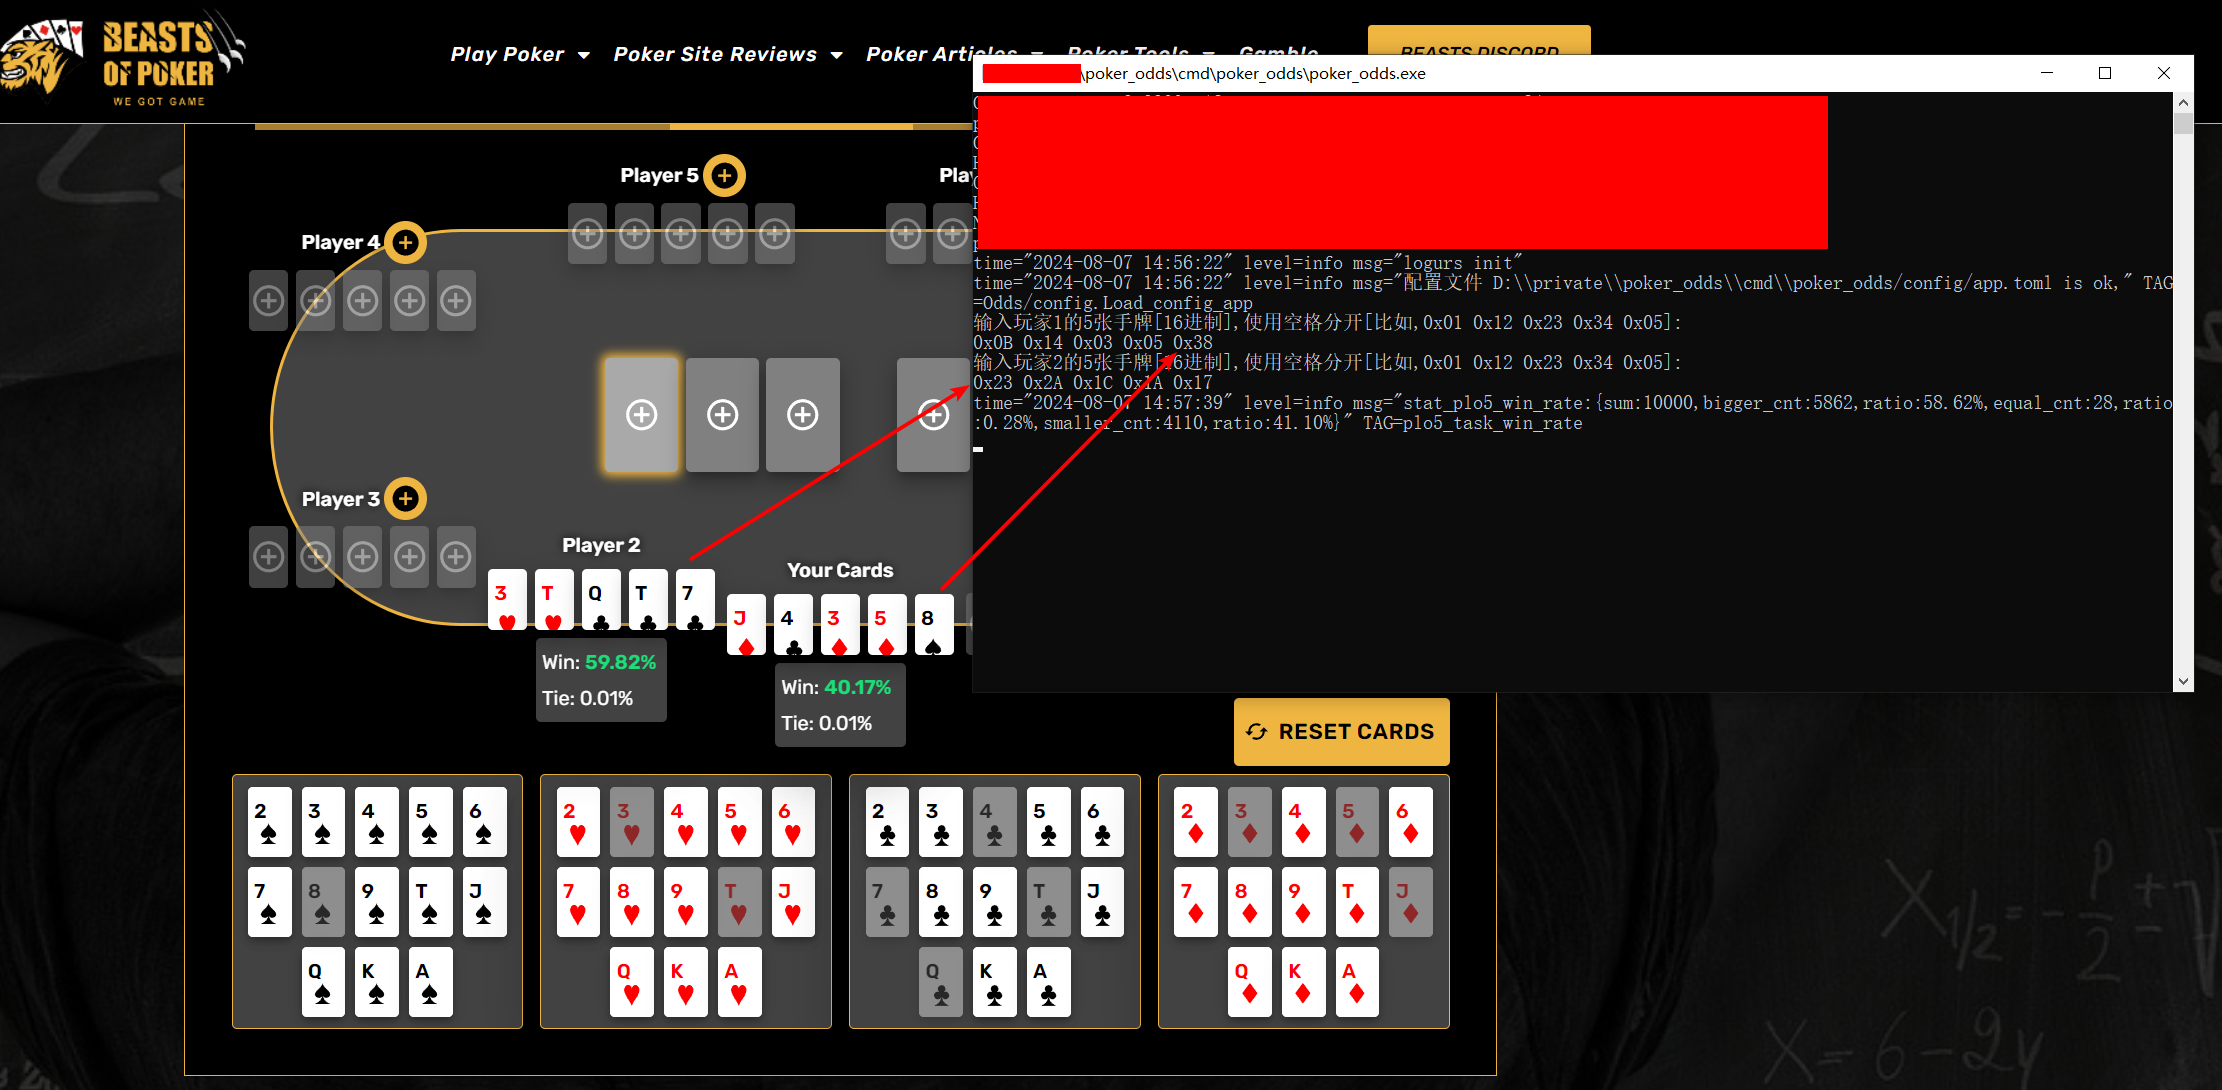 BEASTS
OF POKER
WE GOT GAME
Play Poker
Poker Site Reviews
Poker Articles
Poker Tools
Gamble
BEASTS DISCORD
\poker_odds\cmd\poker_odds\poker_odds.exe
time="2024-08-07 14:56:22" level=info msg="logurs init"
time="2024-08-07 14:56:22" level=info msg="配置文件 D:\\private\\poker_odds\\cmd\\poker_odds/config/app.toml is ok," TAG
=Odds/config.Load_config_app
输入玩家1的5张手牌[16进制],使用空格分开[比如,0x01 0x12 0x23 0x34 0x05]:
0x0B 0x14 0x03 0x05 0x38
输入玩家2的5张手牌[16进制],使用空格分开[比如,0x01 0x12 0x23 0x34 0x05]:
0x23 0x2A 0x1C 0x1A 0x17
time="2024-08-07 14:57:39" level=info msg="stat_plo5_win_rate:{sum:10000,bigger_cnt:5862,ratio:58.62%,equal_cnt:28,ratio
:0.28%,smaller_cnt:4110,ratio:41.10%}" TAG=plo5_task_win_rate
Player 5
Player 4
Player 3
Player 2
3 T Q T 7
Win: 59.82%
Tie: 0.01%
Your Cards
J 4 3 5 8
Win: 40.17%
Tie: 0.01%
RESET CARDS
2 3 4 5 6
7 8 9 T J
Q K A
2 3 4 5 6
7 8 9 T J
Q K A
2 3 4 5 6
7 8 9 T J
Q K A
2 3 4 5 6
7 8 9 T J
Q K A
X1/2 = - p/2 ± √
X = 6 - 2y